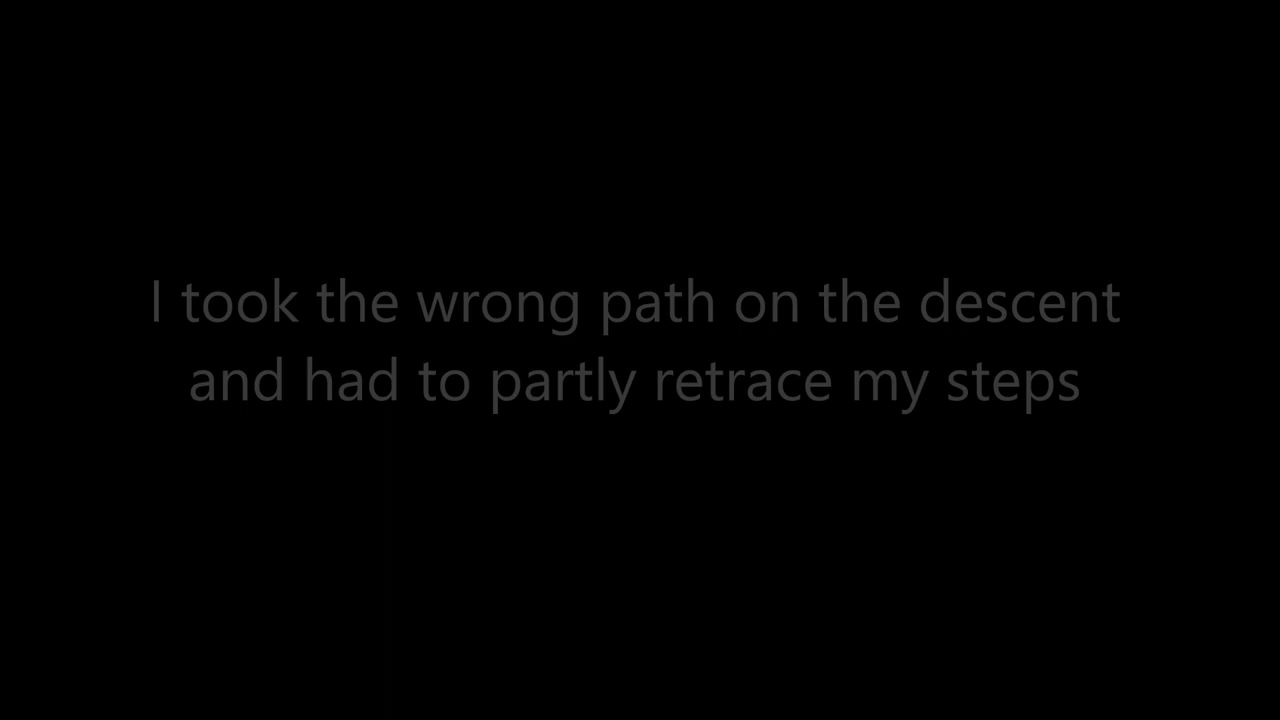 I took the wrong path on the descent
and had to partly retrace my steps